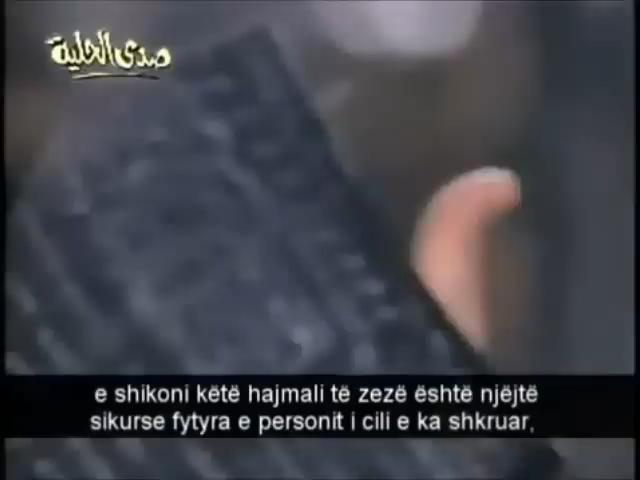 صدى الحلية
e shikoni këtë hajmali të zezë është njëjtë
sikurse fytyra e personit i cili e ka shkruar,